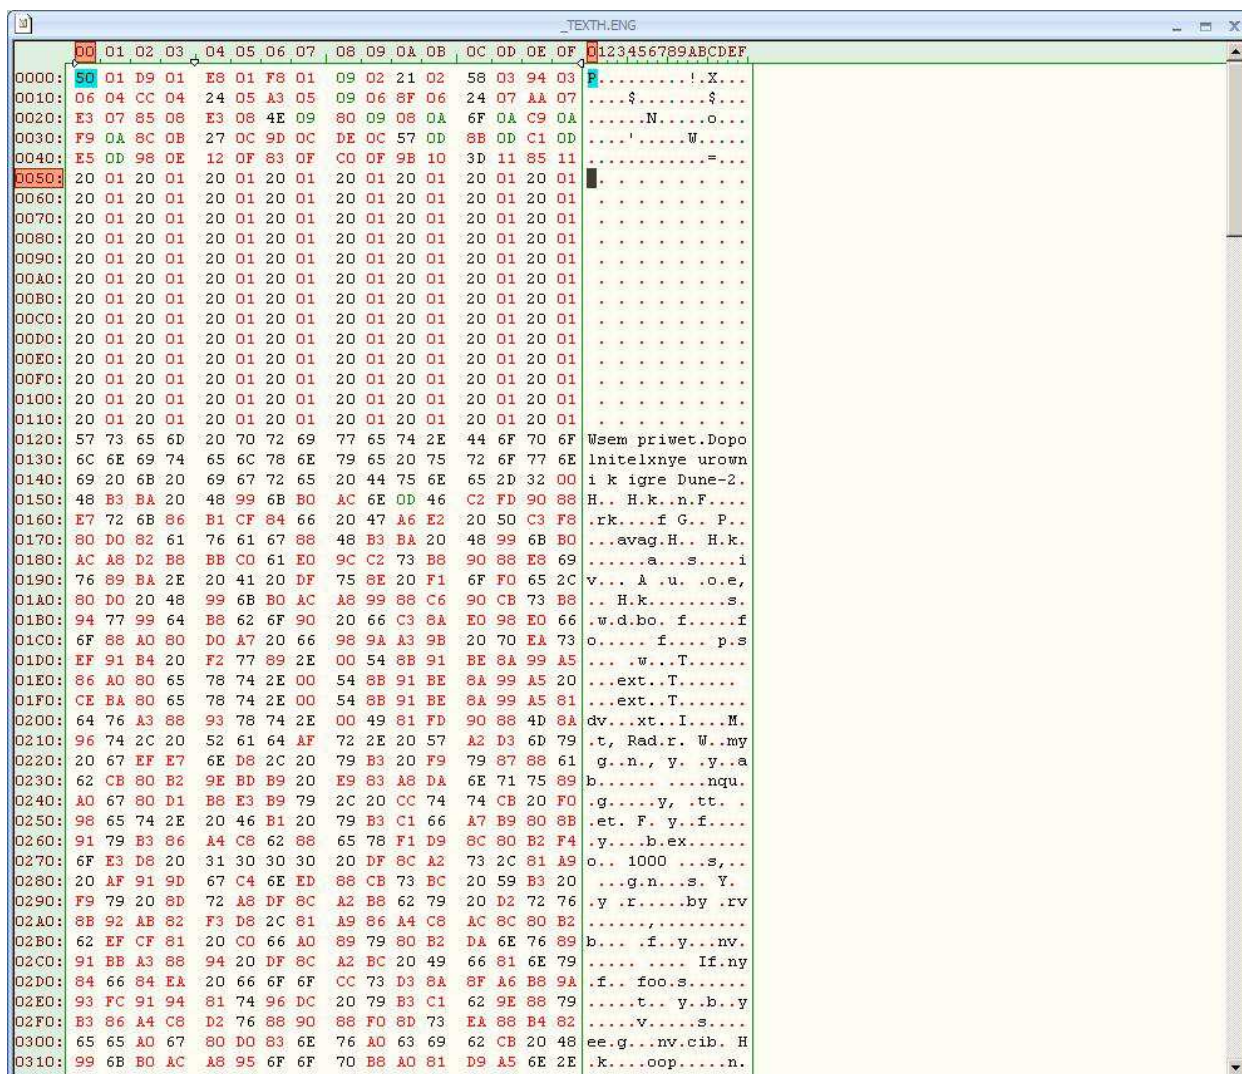 _TEXTH.ENG
00 01 02 03 04 05 06 07 08 09 0A 0B 0C 0D 0E 0F 0123456789ABCDEF
0000: 50 01 D9 01 E8 01 F8 01 09 02 21 02 58 03 94 03 P.........!.X...
0010: 06 04 CC 04 24 05 A3 05 09 06 8F 06 24 07 AA 07 ....$.......$...
0020: E3 07 85 08 E3 08 4E 09 80 09 08 0A 6F 0A C9 0A ......N.....o...
0030: F9 0A 8C 0B 27 0C 9D 0C DE 0C 57 0D 8B 0D C1 0D ....'.....W.....
0040: E5 0D 98 0E 12 0F 83 0F C0 0F 9B 10 3D 11 85 11 ............=...
0050: 20 01 20 01 20 01 20 01 20 01 20 01 20 01 20 01 . . . . . . . .
0060: 20 01 20 01 20 01 20 01 20 01 20 01 20 01 20 01 . . . . . . . .
0070: 20 01 20 01 20 01 20 01 20 01 20 01 20 01 20 01 . . . . . . . .
0080: 20 01 20 01 20 01 20 01 20 01 20 01 20 01 20 01 . . . . . . . .
0090: 20 01 20 01 20 01 20 01 20 01 20 01 20 01 20 01 . . . . . . . .
00A0: 20 01 20 01 20 01 20 01 20 01 20 01 20 01 20 01 . . . . . . . .
00B0: 20 01 20 01 20 01 20 01 20 01 20 01 20 01 20 01 . . . . . . . .
00C0: 20 01 20 01 20 01 20 01 20 01 20 01 20 01 20 01 . . . . . . . .
00D0: 20 01 20 01 20 01 20 01 20 01 20 01 20 01 20 01 . . . . . . . .
00E0: 20 01 20 01 20 01 20 01 20 01 20 01 20 01 20 01 . . . . . . . .
00F0: 20 01 20 01 20 01 20 01 20 01 20 01 20 01 20 01 . . . . . . . .
0100: 20 01 20 01 20 01 20 01 20 01 20 01 20 01 20 01 . . . . . . . .
0110: 20 01 20 01 20 01 20 01 20 01 20 01 20 01 20 01 . . . . . . . .
0120: 57 73 65 6D 20 70 72 69 77 65 74 2E 44 6F 70 6F Wsem priwet.Dopo
0130: 6C 6E 69 74 65 6C 78 6E 79 65 20 75 72 6F 77 6E lnitelxnye urown
0140: 69 20 6B 20 69 67 72 65 20 44 75 6E 65 2D 32 00 i k igre Dune-2.
0150: 48 B3 BA 20 48 99 6B B0 AC 6E 0D 46 C2 FD 90 88 H.. H.k..n.F....
0160: E7 72 6B 86 B1 CF 84 66 20 47 A6 E2 20 50 C3 F8 .rk....f G.. P..
0170: 80 D0 82 61 76 61 67 88 48 B3 BA 20 48 99 6B B0 ...avag.H.. H.k.
0180: AC A8 D2 B8 BB C0 61 E0 9C C2 73 B8 90 88 E8 69 ......a...s....i
0190: 76 89 BA 2E 20 41 20 DF 75 8E 20 F1 6F F0 65 2C v... A .u. .o.e,
01A0: 80 D0 20 48 99 6B B0 AC A8 99 88 C6 90 CB 73 B8 .. H.k........s.
01B0: 94 77 99 64 B8 62 6F 90 20 66 C3 8A E0 98 E0 66 .w.d.bo. f.....f
01C0: 6F 88 A0 80 D0 A7 20 66 98 9A A3 9B 20 70 EA 73 o..... f.... p.s
01D0: EF 91 B4 20 F2 77 89 2E 00 54 8B 91 BE 8A 99 A5 ... .w...T......
01E0: 86 A0 80 65 78 74 2E 00 54 8B 91 BE 8A 99 A5 20 ...ext..T......
01F0: CE BA 80 65 78 74 2E 00 54 8B 91 BE 8A 99 A5 81 ...ext..T.......
0200: 64 76 A3 88 93 78 74 2E 00 49 81 FD 90 88 4D 8A dv...xt..I....M.
0210: 96 74 2C 20 52 61 64 AF 72 2E 20 57 A2 D3 6D 79 .t, Rad.r. W..my
0220: 20 67 EF E7 6E D8 2C 20 79 B3 20 F9 79 87 88 61 g..n., y. .y..a
0230: 62 CB 80 B2 9E BD B9 20 E9 83 A8 DA 6E 71 75 89 b...... ....nqu.
0240: A0 67 80 D1 B8 E3 B9 79 2C 20 CC 74 74 CB 20 F0 .g.....y, .tt. .
0250: 98 65 74 2E 20 46 B1 20 79 B3 C1 66 A7 B9 80 8B .et. F. y..f....
0260: 91 79 B3 86 A4 C8 62 88 65 78 F1 D9 8C 80 B2 F4 .y....b.ex......
0270: 6F E3 D8 20 31 30 30 30 20 DF 8C A2 73 2C 81 A9 o.. 1000 ...s,..
0280: 20 AF 91 9D 67 C4 6E ED 88 CB 73 BC 20 59 B3 20 ...g.n...s. Y.
0290: F9 79 20 8D 72 A8 DF 8C A2 B8 62 79 20 D2 72 76 .y .r.....by .rv
02A0: 8B 92 AB 82 F3 D8 2C 81 A9 86 A4 C8 AC 8C 80 B2 ......,.........
02B0: 62 EF CF 81 20 C0 66 A0 89 79 80 B2 DA 6E 76 89 b... .f..y...nv.
02C0: 91 BB A3 88 94 20 DF 8C A2 BC 20 49 66 81 6E 79 ..... .... If.ny
02D0: 84 66 84 EA 20 66 6F 6F CC 73 D3 8A 8F A6 B8 9A .f.. foo.s......
02E0: 93 FC 91 94 81 74 96 DC 20 79 B3 C1 62 9E 88 79 .....t.. y..b..y
02F0: B3 86 A4 C8 D2 76 88 90 88 F0 8D 73 EA 88 B4 82 .....v.....s....
0300: 65 65 A0 67 80 D0 83 6E 76 A0 63 69 62 CB 20 48 ee.g...nv.cib. H
0310: 99 6B B0 AC A8 95 6F 6F 70 B8 A0 81 D9 A5 6E 2E .k....oop.....n.